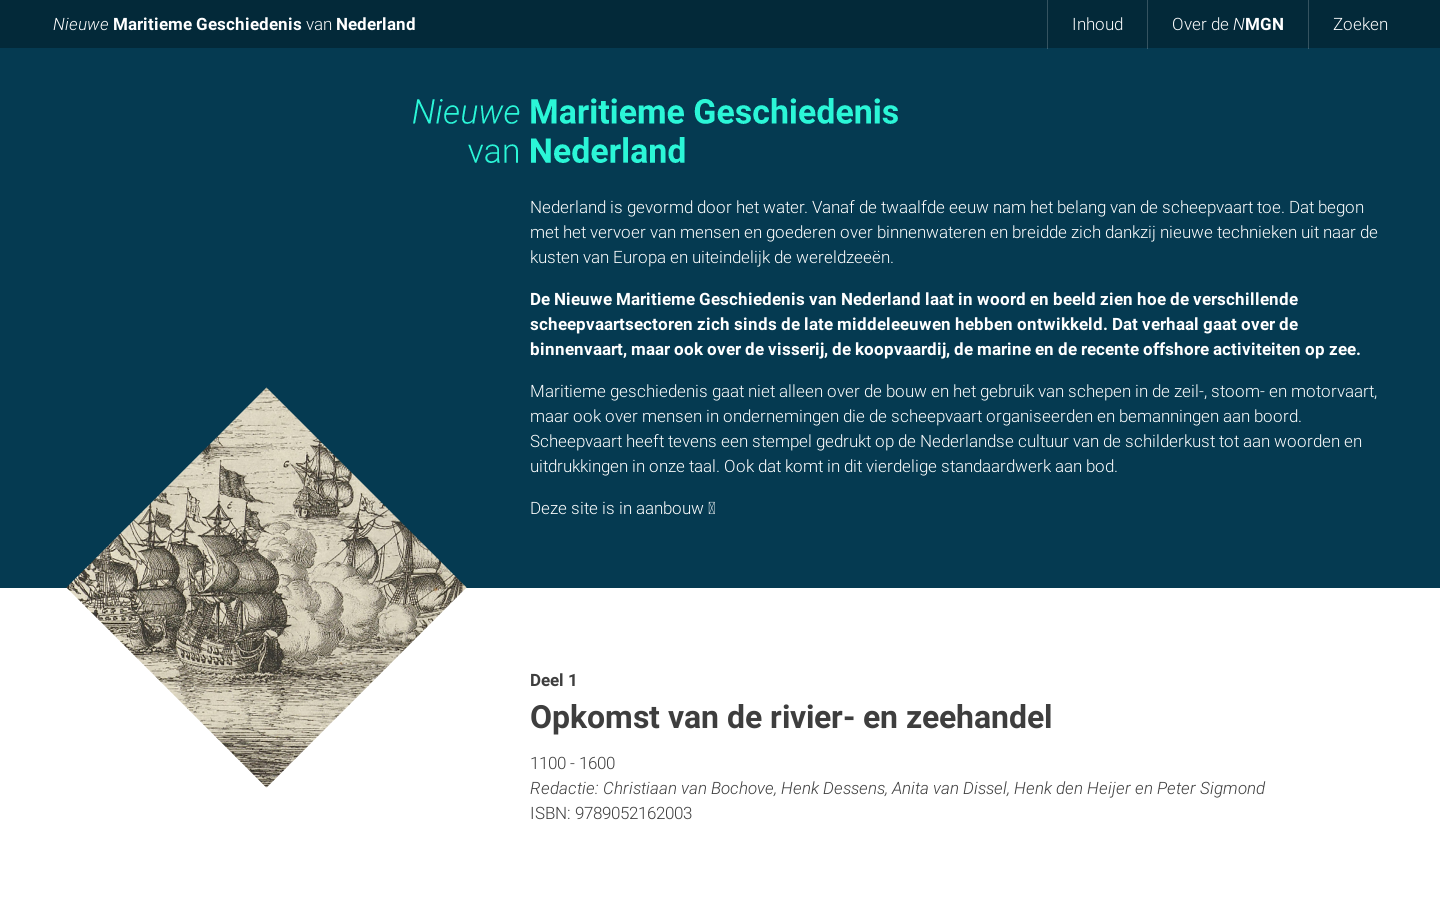 Nieuwe Maritieme Geschiedenis van Nederland
Inhoud
Over de NMGN
Zoeken
Nieuwe Maritieme Geschiedenis
van Nederland
Nederland is gevormd door het water. Vanaf de twaalfde eeuw nam het belang van de scheepvaart toe. Dat begon
met het vervoer van mensen en goederen over binnenwateren en breidde zich dankzij nieuwe technieken uit naar de
kusten van Europa en uiteindelijk de wereldzeeën.
De Nieuwe Maritieme Geschiedenis van Nederland laat in woord en beeld zien hoe de verschillende
scheepvaartsectoren zich sinds de late middeleeuwen hebben ontwikkeld. Dat verhaal gaat over de
binnenvaart, maar ook over de visserij, de koopvaardij, de marine en de recente offshore activiteiten op zee.
Maritieme geschiedenis gaat niet alleen over de bouw en het gebruik van schepen in de zeil-, stoom- en motorvaart,
maar ook over mensen in ondernemingen die de scheepvaart organiseerden en bemanningen aan boord.
Scheepvaart heeft tevens een stempel gedrukt op de Nederlandse cultuur van de schilderkust tot aan woorden en
uitdrukkingen in onze taal. Ook dat komt in dit vierdelige standaardwerk aan bod.
Deze site is in aanbouw
Deel 1
Opkomst van de rivier- en zeehandel
1100 - 1600
Redactie: Christiaan van Bochove, Henk Dessens, Anita van Dissel, Henk den Heijer en Peter Sigmond
ISBN: 9789052162003